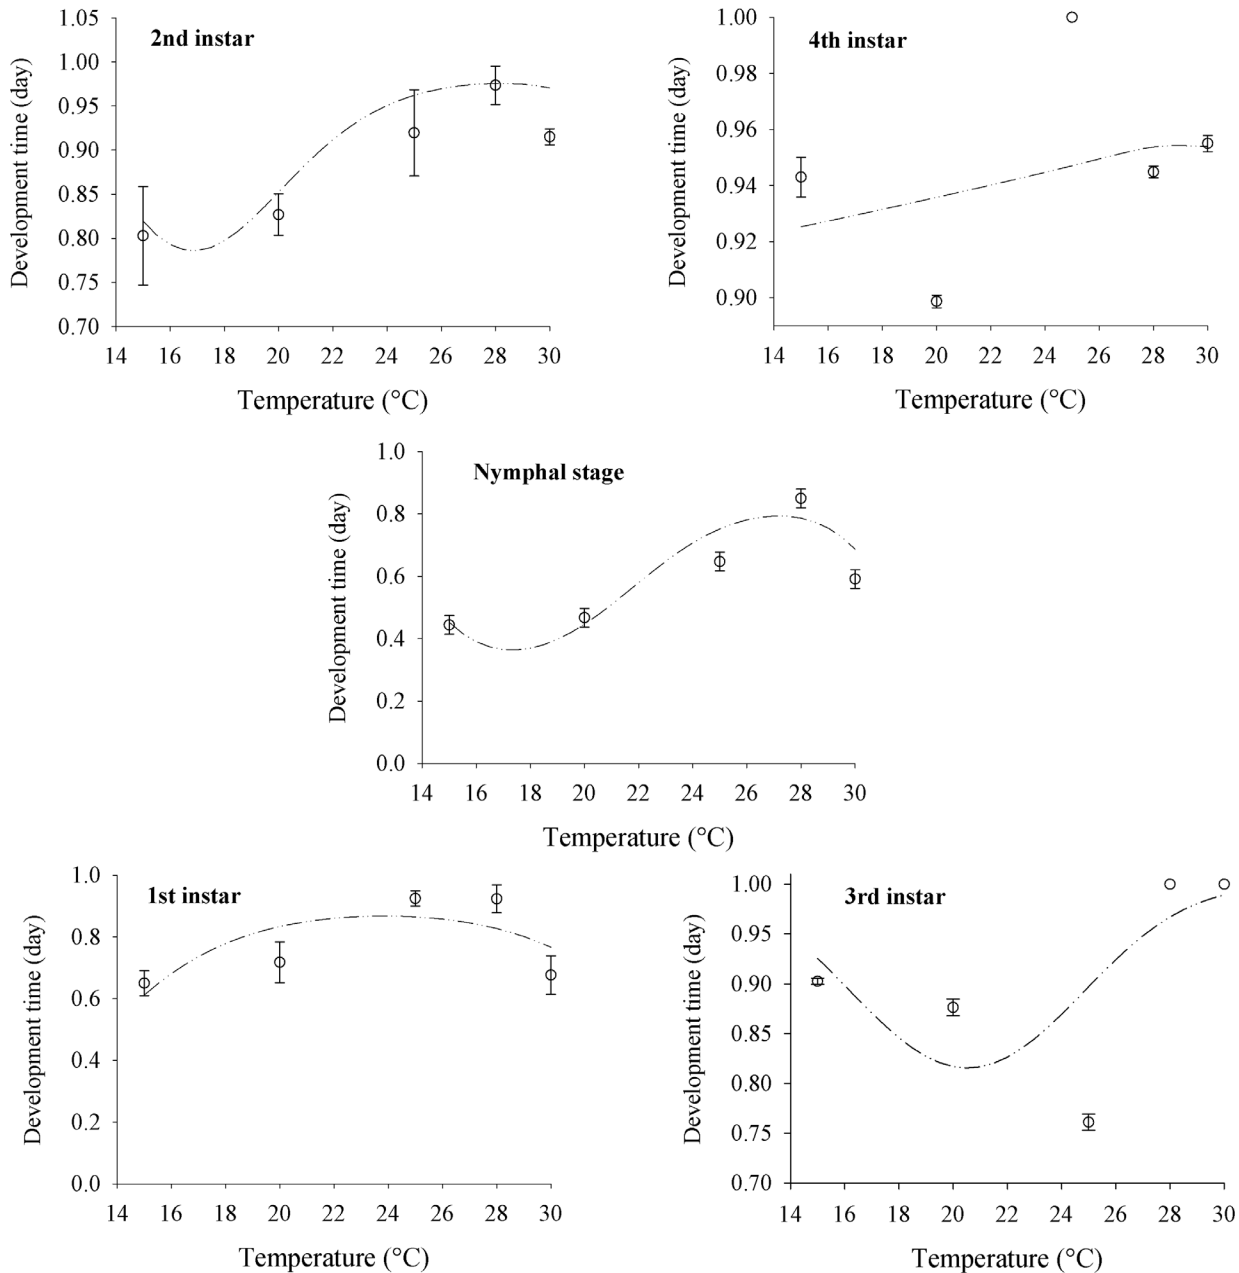 2nd instar
Development time (day)
1.05
1.00
0.95
0.90
0.85
0.80
0.75
0.70
14 16 18 20 22 24 26 28 30
Temperature (°C)
4th instar
Development time (day)
1.00
0.98
0.96
0.94
0.92
0.90
14 16 18 20 22 24 26 28 30
Temperature (°C)
Nymphal stage
Development time (day)
1.0
0.8
0.6
0.4
0.2
0.0
14 16 18 20 22 24 26 28 30
Temperature (°C)
1st instar
Development time (day)
1.0
0.8
0.6
0.4
0.2
0.0
14 16 18 20 22 24 26 28 30
Temperature (°C)
3rd instar
Development time (day)
1.00
0.95
0.90
0.85
0.80
0.75
0.70
14 16 18 20 22 24 26 28 30
Temperature (°C)